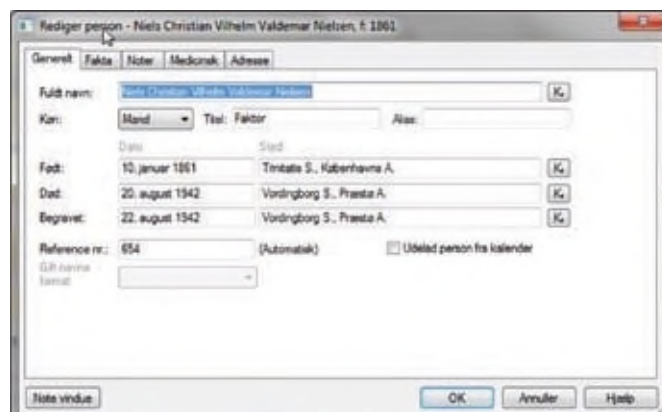 Rediger person - Niels Christian Vilhelm Valdemar Nielsen, f. 1861
Generelt Fakta Noter Medicinsk Adresse
Fuldt navn: Niels Christian Vilhelm Valdemar Nielsen K.
Køn: Mand Titel: Faktor Alias:
Dato Sted
Født: 10. januar 1861 Trinitatis S., Københavns A. K.
Død: 20. august 1942 Vordingborg S., Præstø A. K.
Begravet: 22. august 1942 Vordingborg S., Præstø A. K.
Reference nr.: 654 (Automatisk) Udelad person fra kalender
Gift navne
format
Note vindue OK Annuller Hjælp